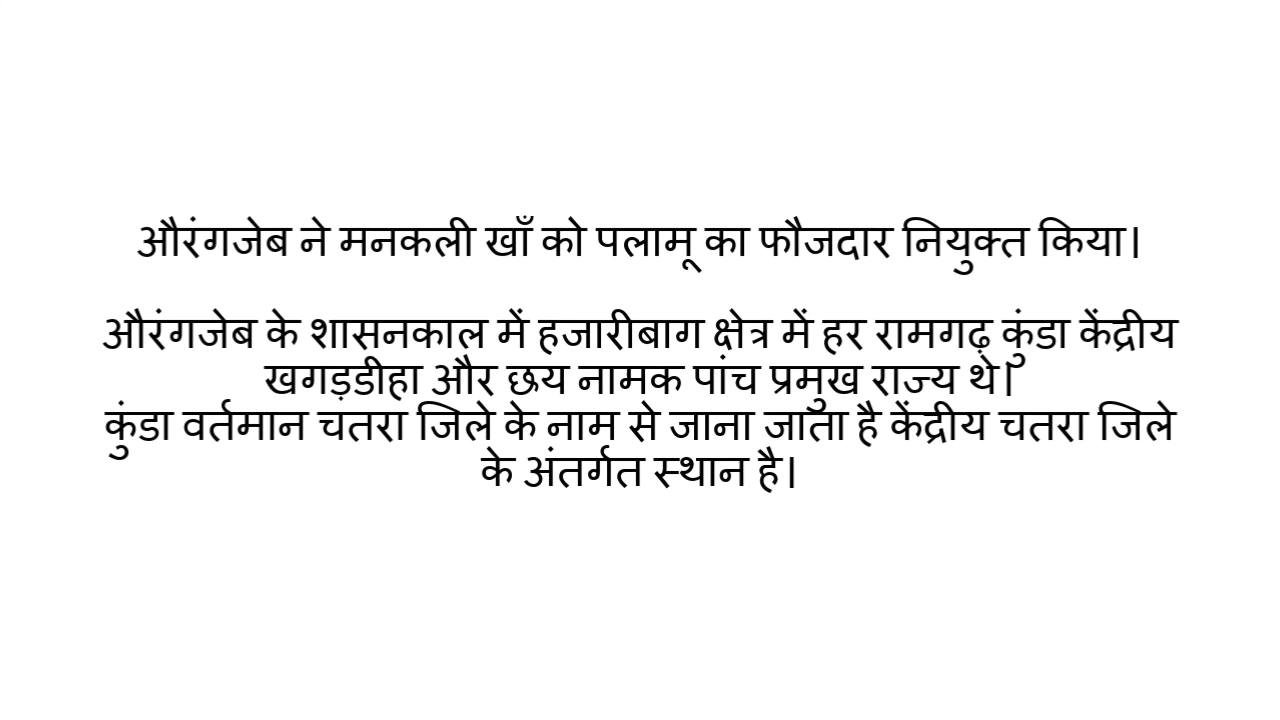 औरंगजेब ने मनकली खाँ को पलामू का फौजदार नियुक्त किया।
औरंगजेब के शासनकाल में हजारीबाग क्षेत्र में हर रामगढ़ कुंडा केंद्रीय
खगड़डीहा और छय नामक पांच प्रमुख राज्य थे।
कुंडा वर्तमान चतरा जिले के नाम से जाना जाता है केंद्रीय चतरा जिले
के अंतर्गत स्थान है।